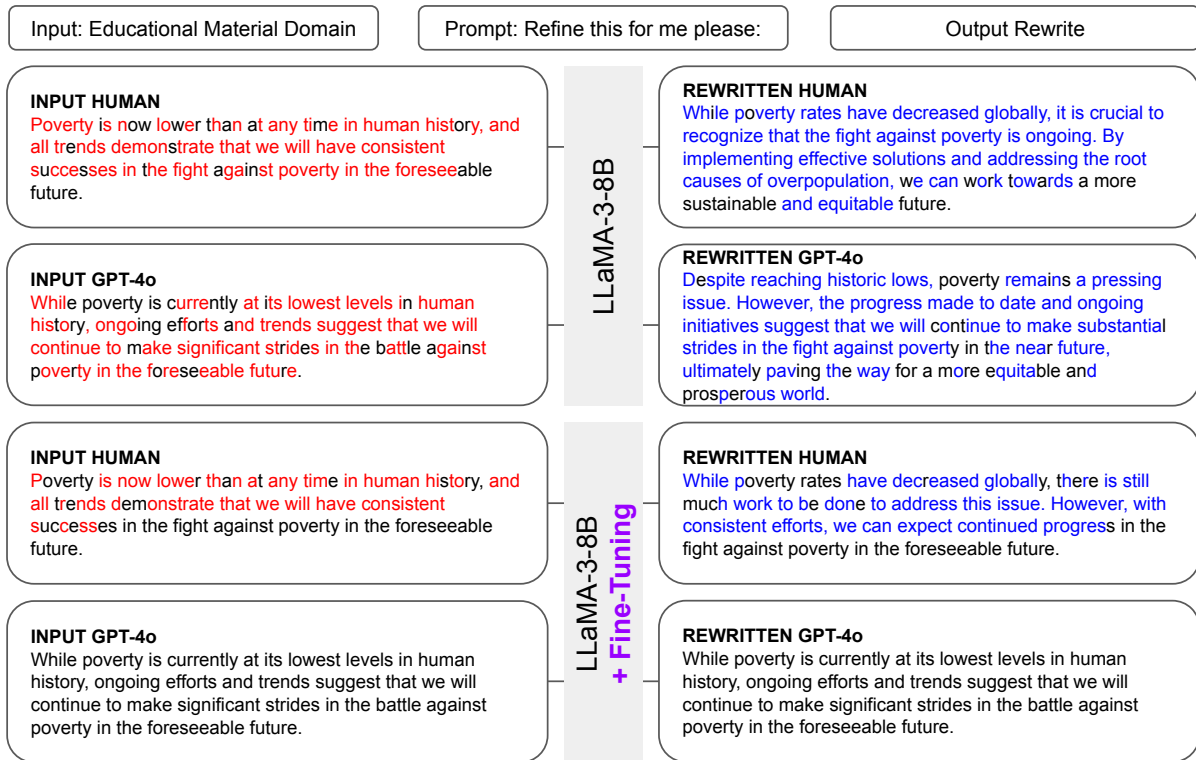 Input: Educational Material Domain
Prompt: Refine this for me please:
Output Rewrite
INPUT HUMAN
Poverty is now lower than at any time in human history, and
all trends demonstrate that we will have consistent
successes in the fight against poverty in the foreseeable
future.
LLaMA-3-8B
REWRITTEN HUMAN
While poverty rates have decreased globally, it is crucial to
recognize that the fight against poverty is ongoing. By
implementing effective solutions and addressing the root
causes of overpopulation, we can work towards a more
sustainable and equitable future.
INPUT GPT-4o
While poverty is currently at its lowest levels in human
history, ongoing efforts and trends suggest that we will
continue to make significant strides in the battle against
poverty in the foreseeable future.
REWRITTEN GPT-4o
Despite reaching historic lows, poverty remains a pressing
issue. However, the progress made to date and ongoing
initiatives suggest that we will continue to make substantial
strides in the fight against poverty in the near future,
ultimately paving the way for a more equitable and
prosperous world.
INPUT HUMAN
Poverty is now lower than at any time in human history, and
all trends demonstrate that we will have consistent
successes in the fight against poverty in the foreseeable
future.
LLaMA-3-8B
+ Fine-Tuning
REWRITTEN HUMAN
While poverty rates have decreased globally, there is still
much work to be done to address this issue. However, with
consistent efforts, we can expect continued progress in the
fight against poverty in the foreseeable future.
INPUT GPT-4o
While poverty is currently at its lowest levels in human
history, ongoing efforts and trends suggest that we will
continue to make significant strides in the battle against
poverty in the foreseeable future.
REWRITTEN GPT-4o
While poverty is currently at its lowest levels in human
history, ongoing efforts and trends suggest that we will
continue to make significant strides in the battle against
poverty in the foreseeable future.